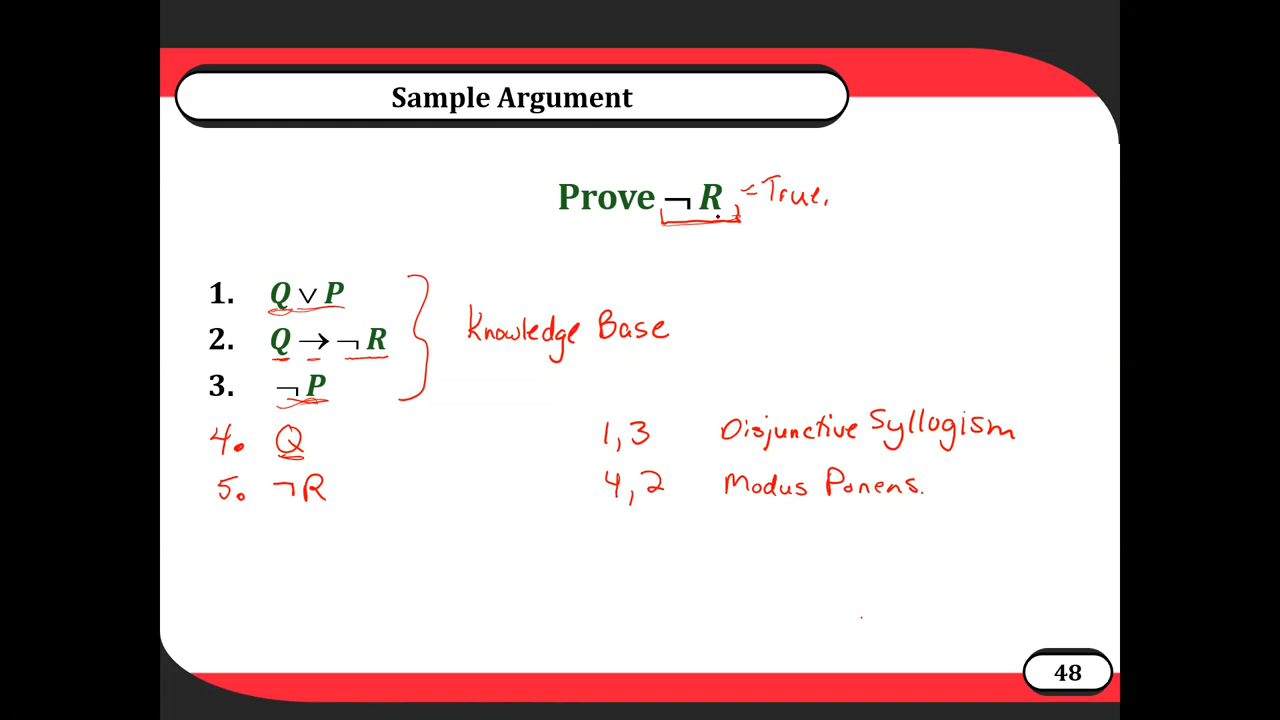 Sample Argument
Prove ¬ R = True.
1. Q ∨ P
2. Q → ¬ R
Knowledge Base
3. ¬ P
4. Q 1,3 Disjunctive Syllogism
5. ¬R 4,2 Modus Ponens.
48